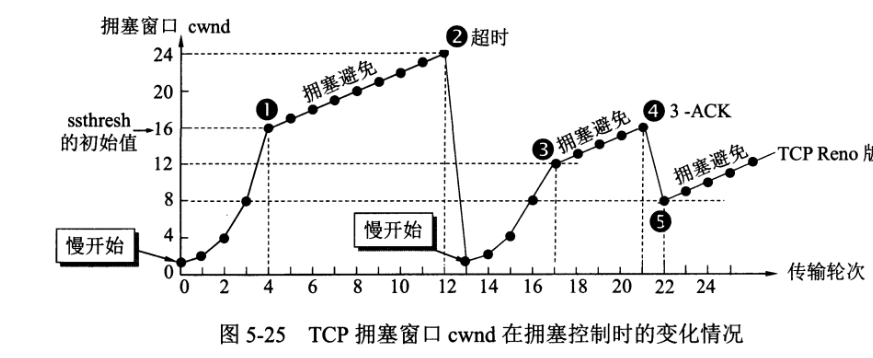 拥塞窗口 cwnd
❷超时
24
20
ssthresh
的初始值
16
12
8
4
0
❶
拥塞避免
❸
拥塞避免
❹ 3 -ACK
拥塞避免
TCP Reno 版
❺
慢开始
慢开始
0 2 4 6 8 10 12 14 16 18 20 22 24
传输轮次
图 5-25 TCP 拥塞窗口 cwnd 在拥塞控制时的变化情况